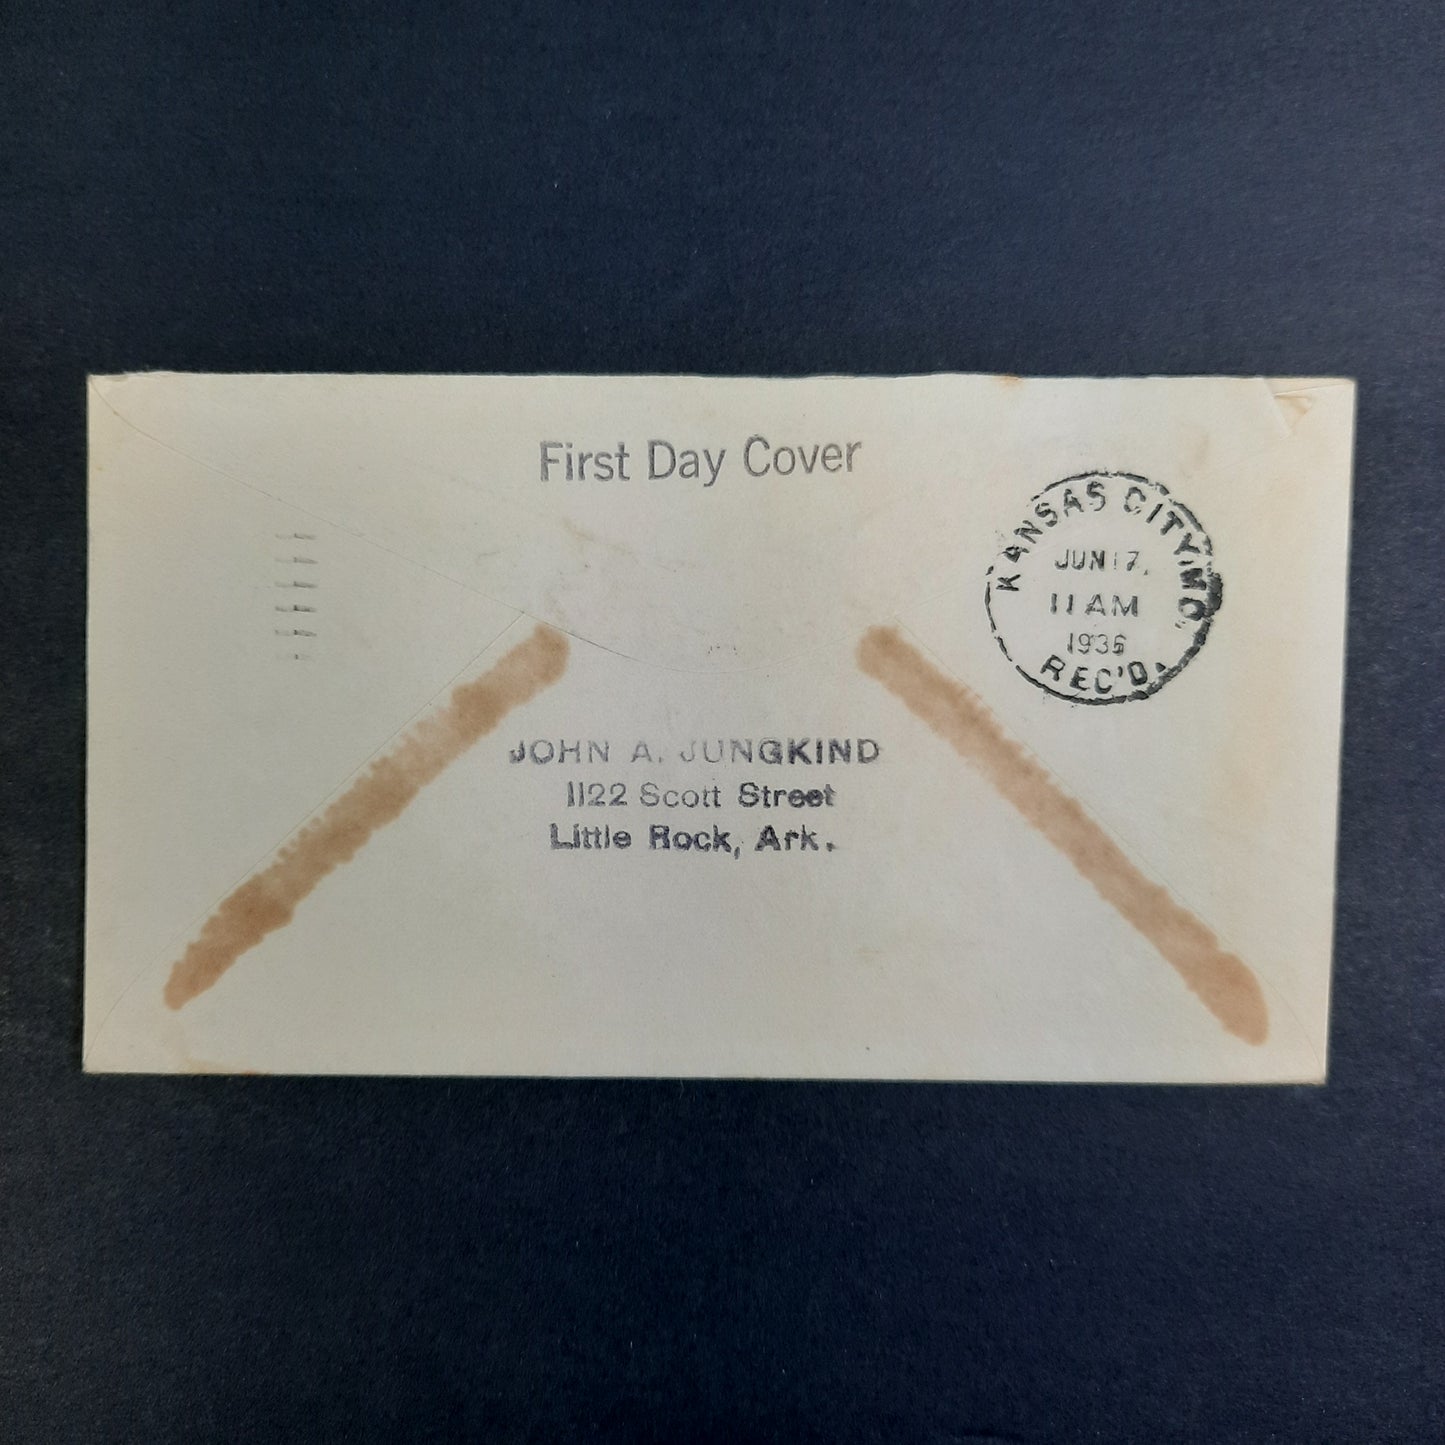 First Day Cover
KANSAS CITY, MO.
JUN 17.
11 AM
1936
REC'D.
JOHN A. JUNGKIND
1122 Scott Street
Little Rock, Ark.